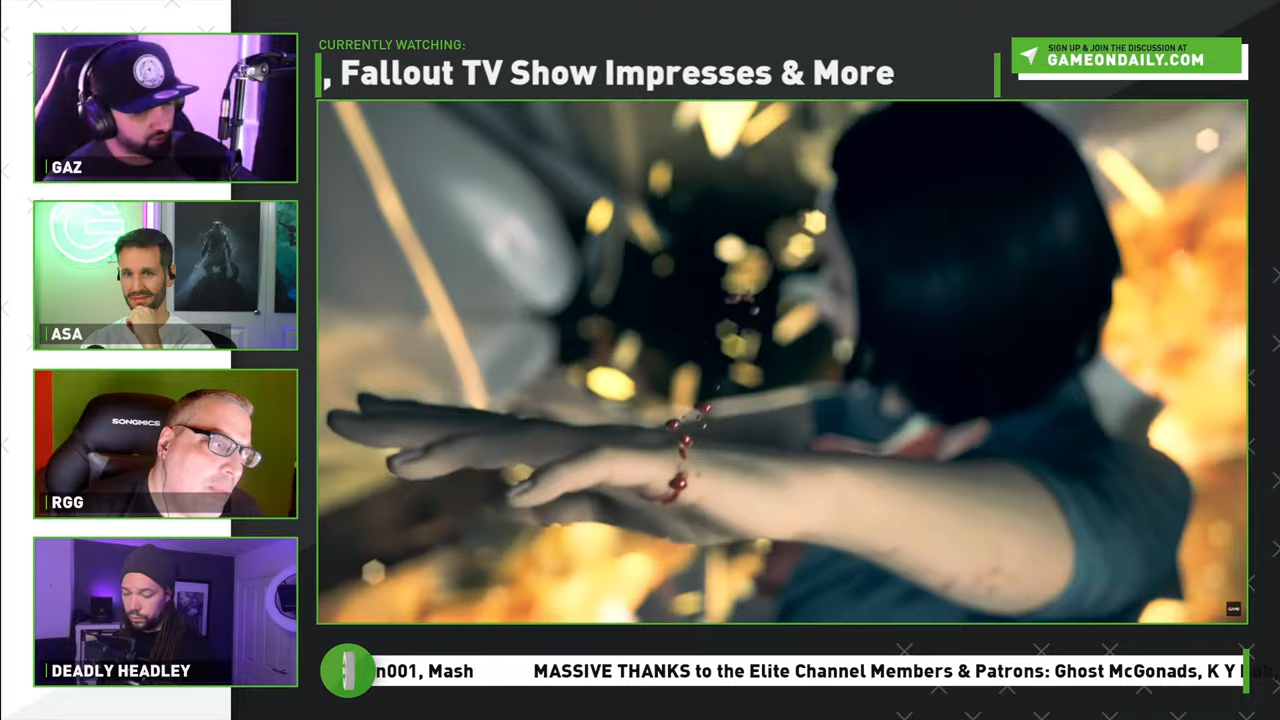 CURRENTLY WATCHING:
, Fallout TV Show Impresses & More
SIGN UP & JOIN THE DISCUSSION AT
GAMEONDAILY.COM
GAZ
ASA
SONGMICS
RGG
DEADLY HEADLEY
GAME
n001, Mash MASSIVE THANKS to the Elite Channel Members & Patrons: Ghost McGonads, K Y